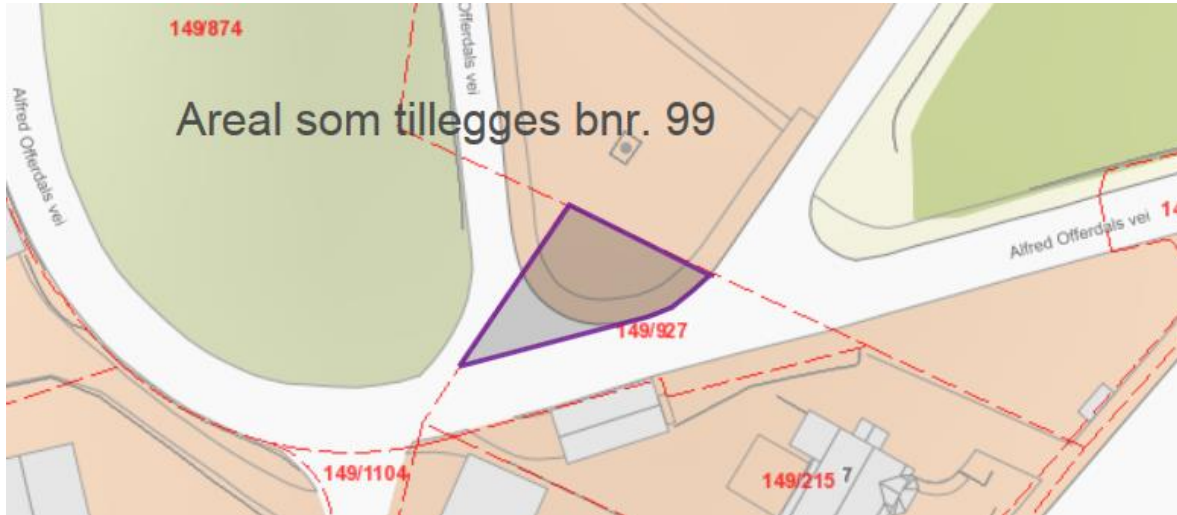 149/874
Alfred Offerdals vei
Offerdals vei
Areal som tillegges bnr. 99
Alfred Offerdals vei
14
149/927
149/1104
149/215
7